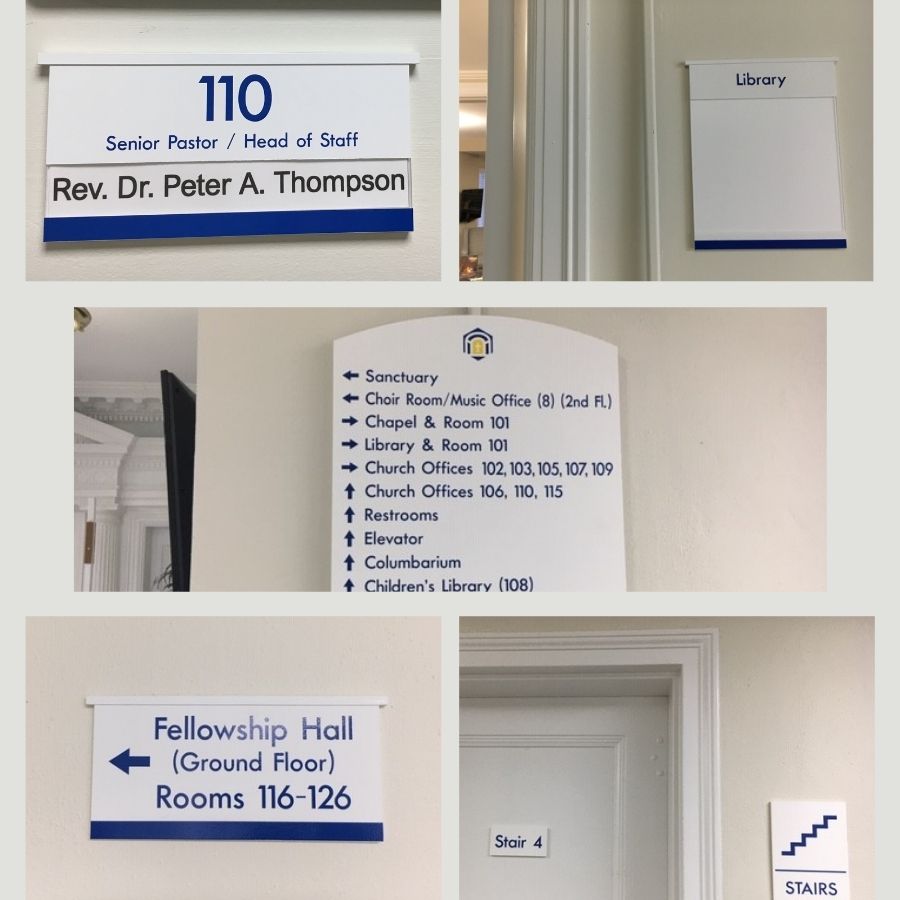 110
Senior Pastor / Head of Staff
Rev. Dr. Peter A. Thompson
Library
← Sanctuary
← Choir Room/Music Office (8) (2nd Fl.)
→ Chapel & Room 101
→ Library & Room 101
→ Church Offices 102, 103, 105, 107, 109
↑ Church Offices 106, 110, 115
↑ Restrooms
↑ Elevator
↑ Columbarium
↑ Children's Library (108)
Fellowship Hall
← (Ground Floor)
Rooms 116-126
Stair 4
STAIRS